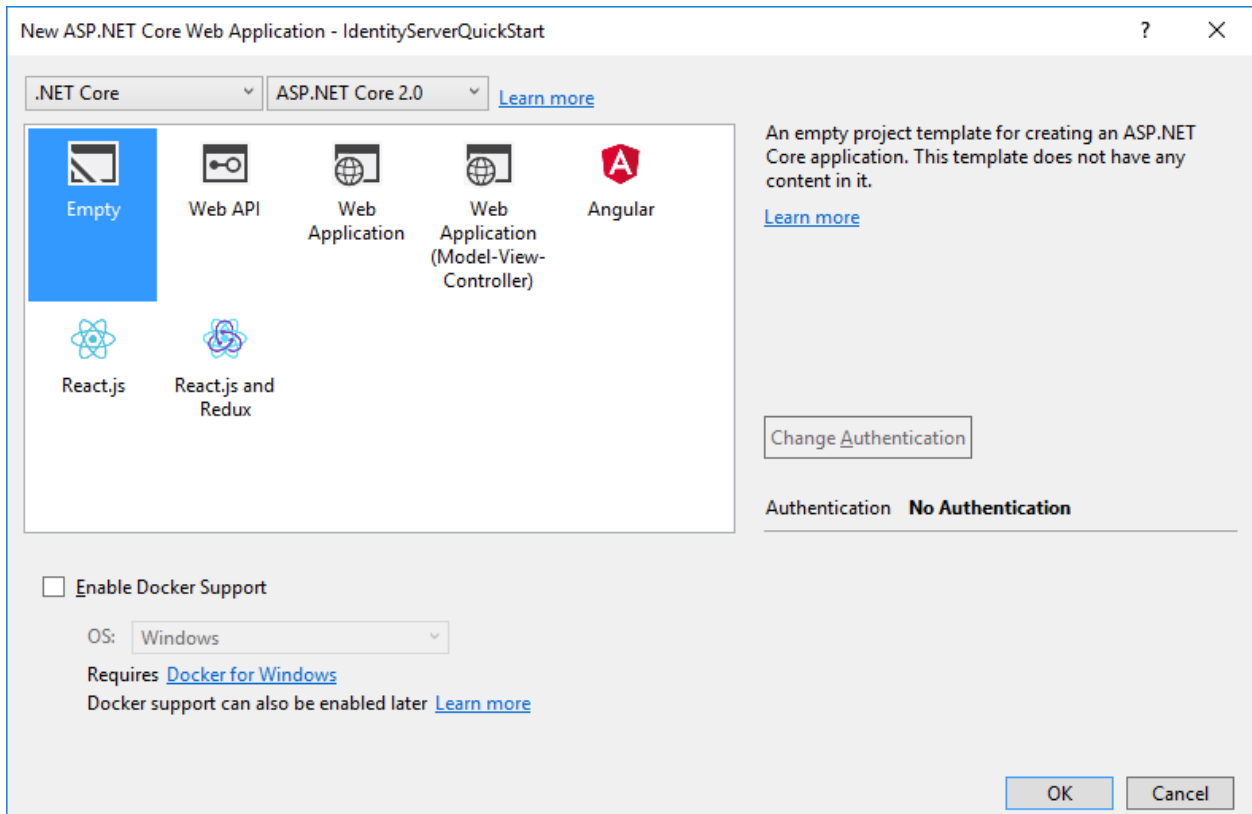 New ASP.NET Core Web Application - IdentityServerQuickStart
?
.NET Core
ASP.NET Core 2.0
Learn more
Empty
Web API
Web
Application
Web
Application
(Model-View-
Controller)
Angular
React.js
React.js and
Redux
An empty project template for creating an ASP.NET
Core application. This template does not have any
content in it.
Learn more
Change Authentication
Authentication No Authentication
Enable Docker Support
OS: Windows
Requires Docker for Windows
Docker support can also be enabled later Learn more
OK
Cancel